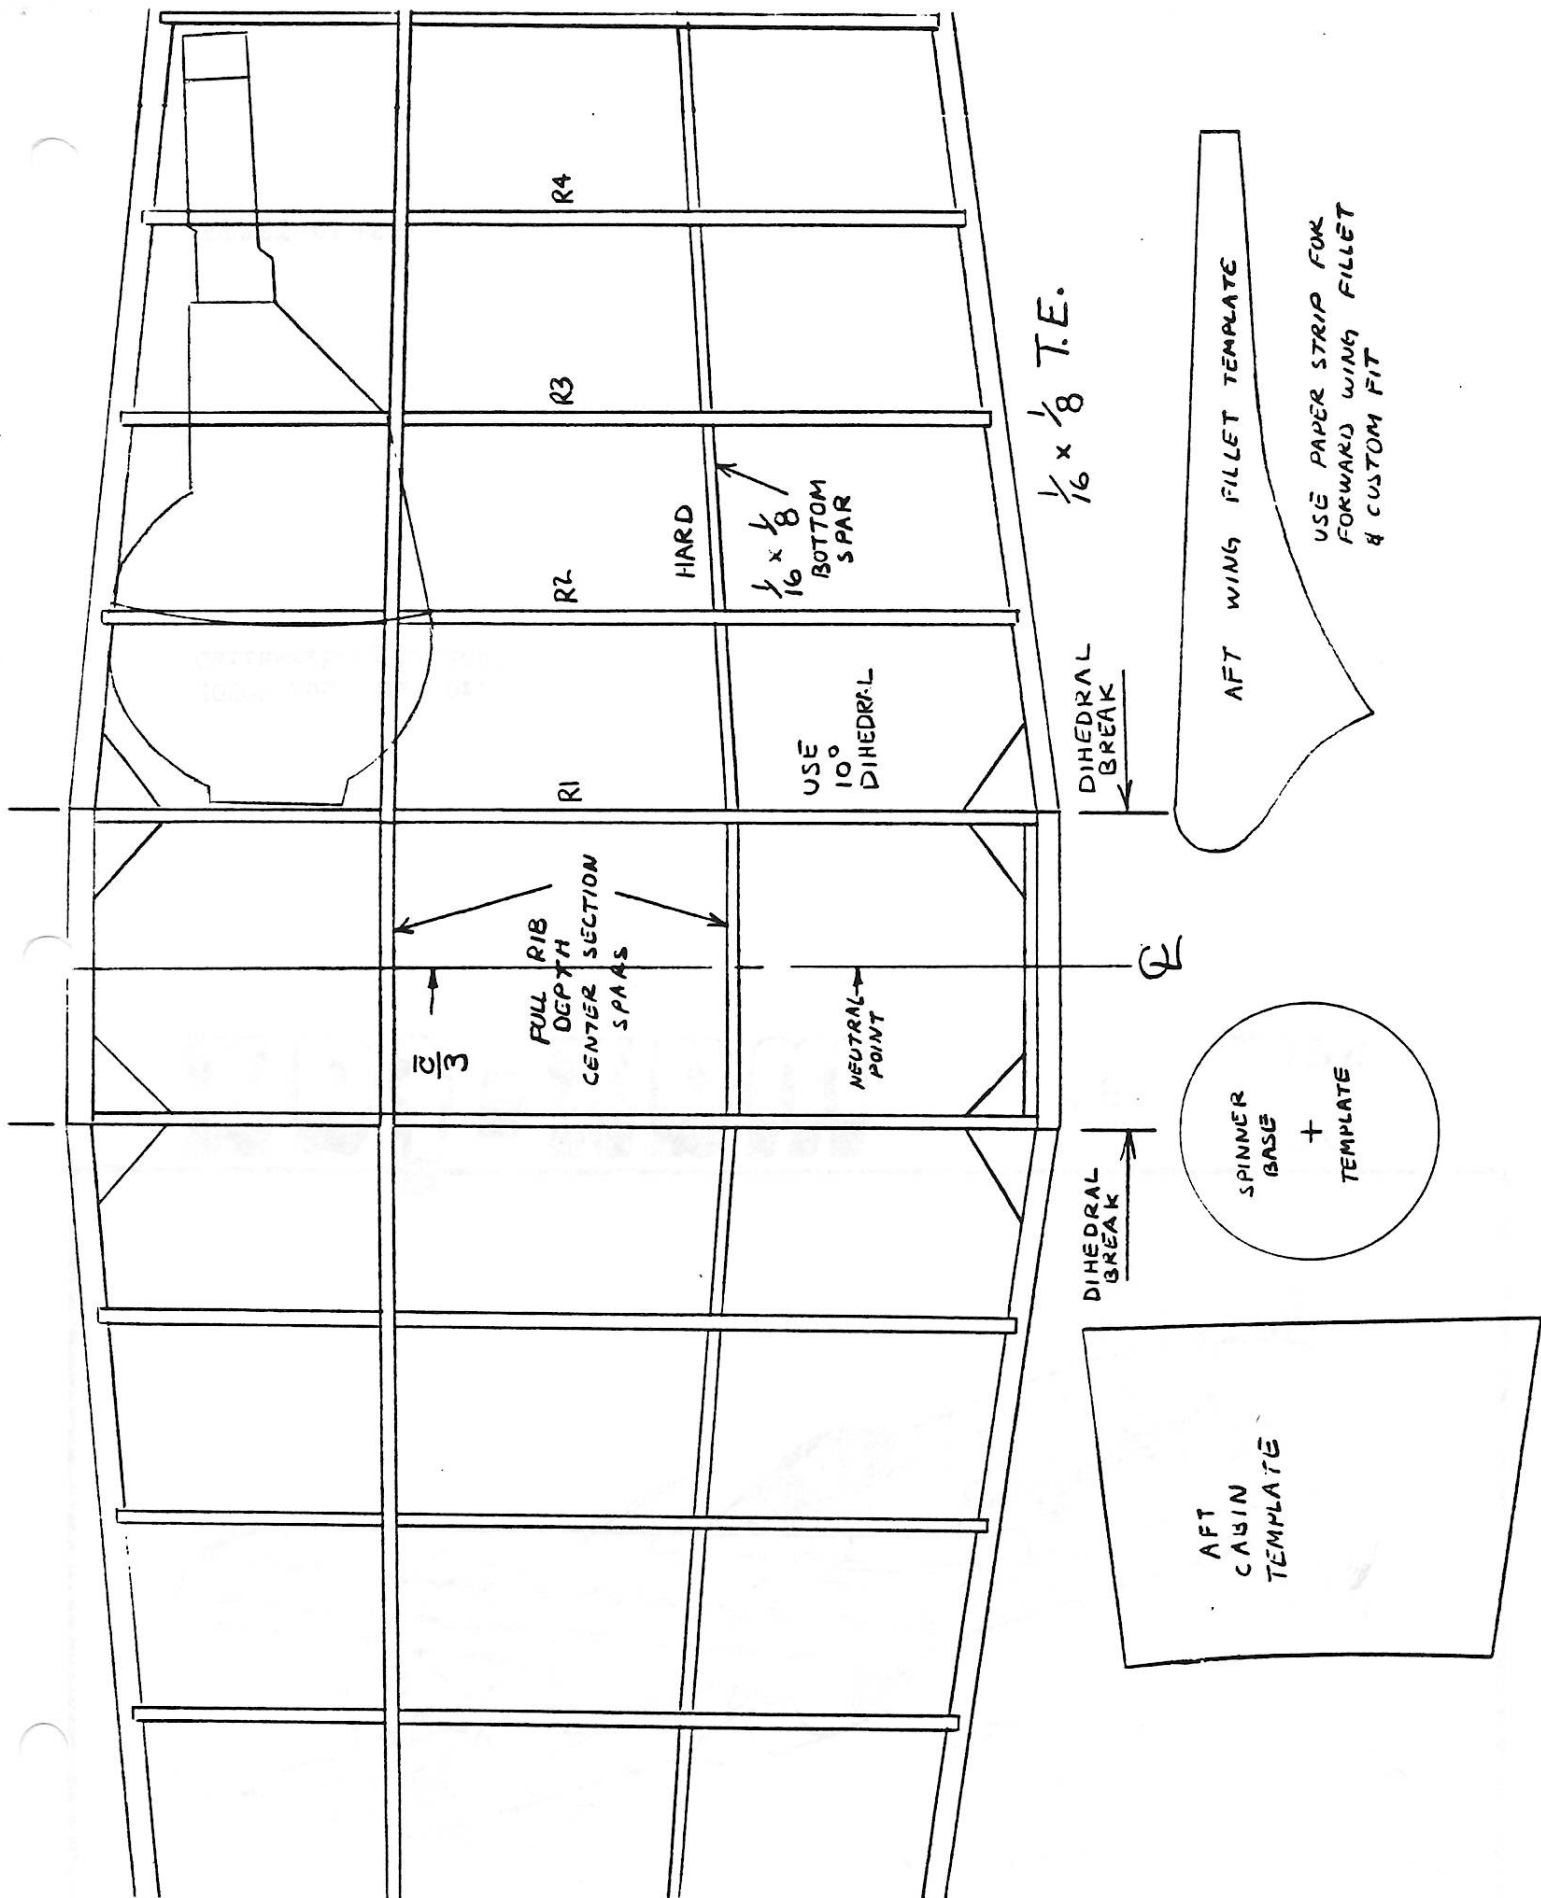 R4
R3
R2
R1
HARD
1/16 x 1/8
BOTTOM
SPAR
1/16 x 1/8 T.E.
USE
10°
DIHEDRAL
DIHEDRAL
BREAK
FULL RIB
DEPTH
CENTER SECTION
SPARS
c̄/3
NEUTRAL
POINT
℄
DIHEDRAL
BREAK
AFT WING FILLET TEMPLATE
USE PAPER STRIP FOR
FORWARD WING FILLET
& CUSTOM FIT
SPINNER
BASE
+
TEMPLATE
AFT
CABIN
TEMPLATE